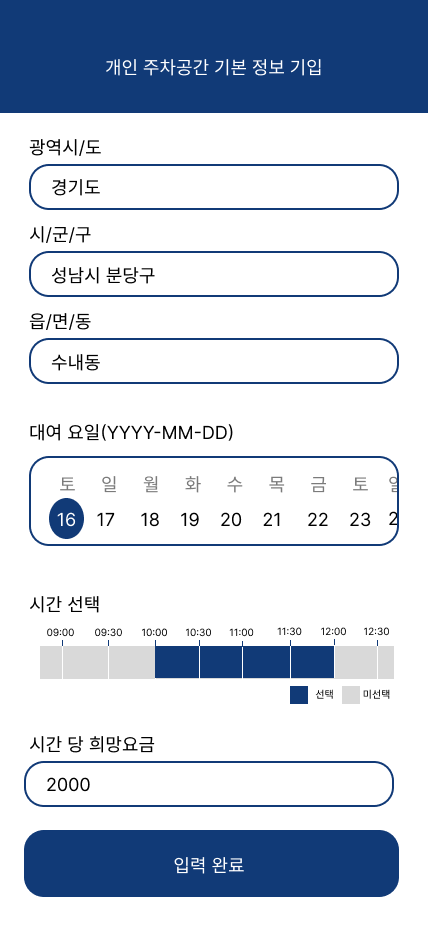 개인 주차공간 기본 정보 기입
광역시/도
경기도
시/군/구
성남시 분당구
읍/면/동
수내동
대여 요일(YYYY-MM-DD)
토 일 월 화 수 목 금 토
16 17 18 19 20 21 22 23
시간 선택
09:00 09:30 10:00 10:30 11:00 11:30 12:00 12:30
선택 미선택
시간 당 희망요금
2000
입력 완료